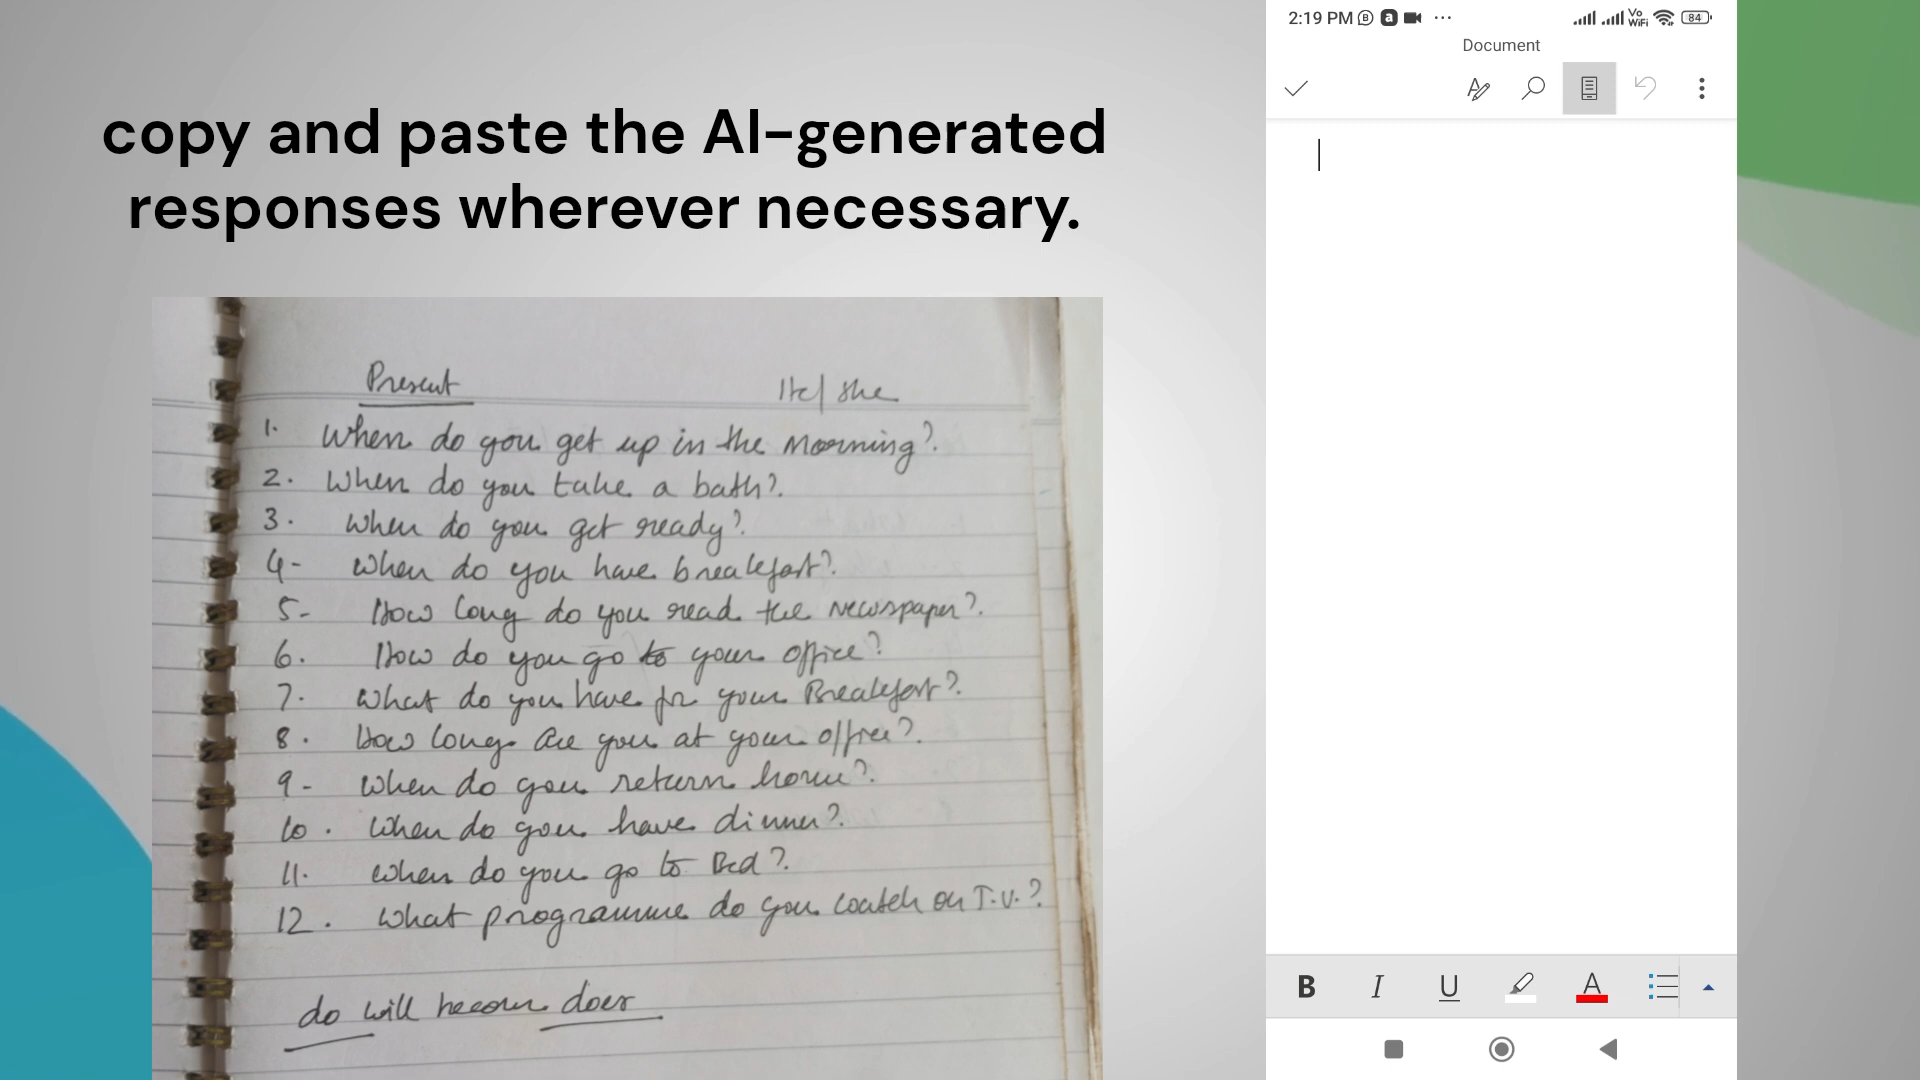 copy and paste the AI-generated
responses wherever necessary.
Present He/She
1. When do you get up in the Morning?
2. When do you take a bath?
3. When do you get ready?
4- When do you have breakfast?
5- How long do you read the Newspaper?
6. How do you go to your office?
7. What do you have for your Breakfast?
8. How long are you at your office?
9- When do you return home?
10. When do you have dinner?
11. When do you go to Bed?
12. What programme do you watch on T.V.?
do will become does
2:19 PM B a ... Vo WiFi 84
Document
B I U A